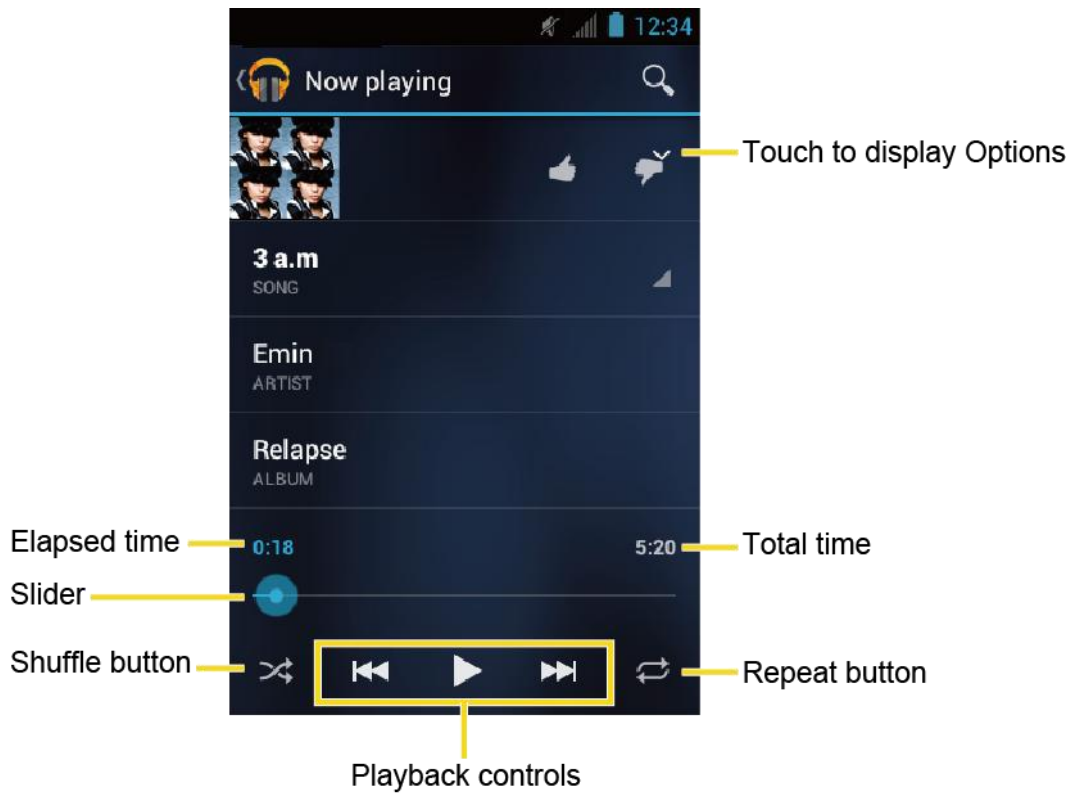 12:34
Now playing
Touch to display Options
3 a.m
SONG
Emin
ARTIST
Relapse
ALBUM
Elapsed time
0:18
5:20
Total time
Slider
Shuffle button
Repeat button
Playback controls